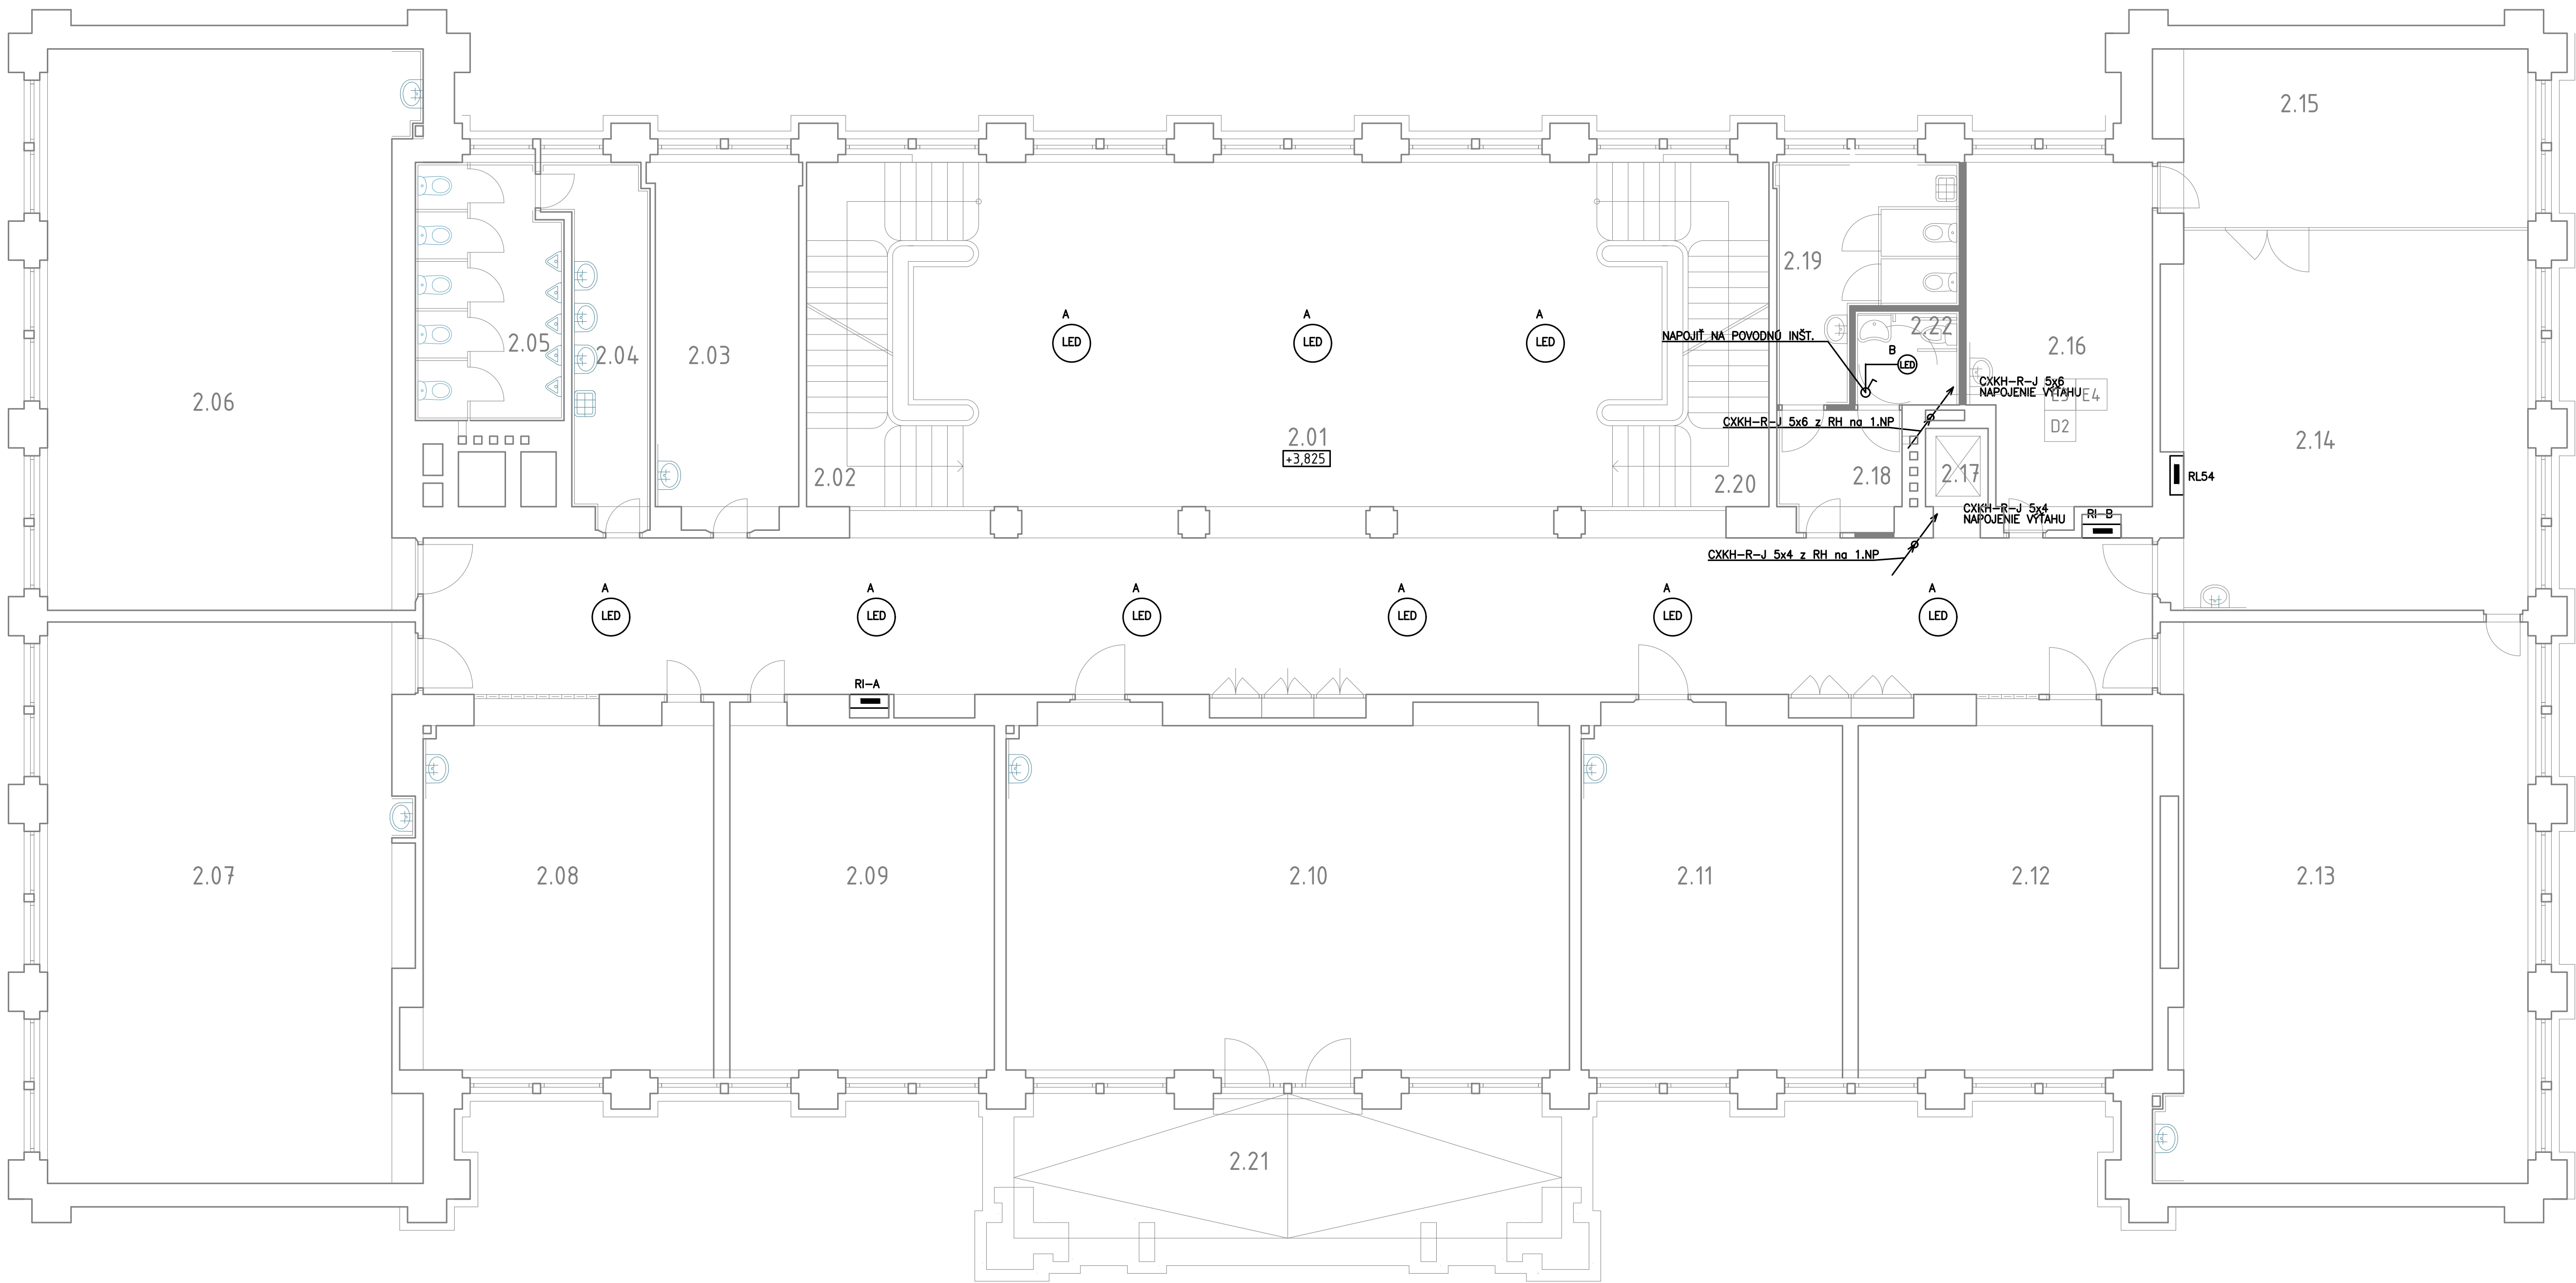 2.15
A
A
A
LED
LED
LED
2.19
2.22
2.05
2.04
2.03
NAPOJIŤ NA POVODNÚ INŠT.
B
LED
2.16
2.06
CXKH-R-J 5x6
NAPOJENIE VÝŤAHU
E3
E4
CXKH-R-J 5x6 z RH na 1.NP
D2
2.01
+3,825
2.14
2.02
2.20
2.18
2.17
RL54
CXKH-R-J 5x4
NAPOJENIE VÝŤAHU
RI-B
CXKH-R-J 5x4 z RH na 1.NP
A
A
A
A
A
A
LED
LED
LED
LED
LED
LED
RI-A
2.07
2.08
2.09
2.10
2.11
2.12
2.13
2.21